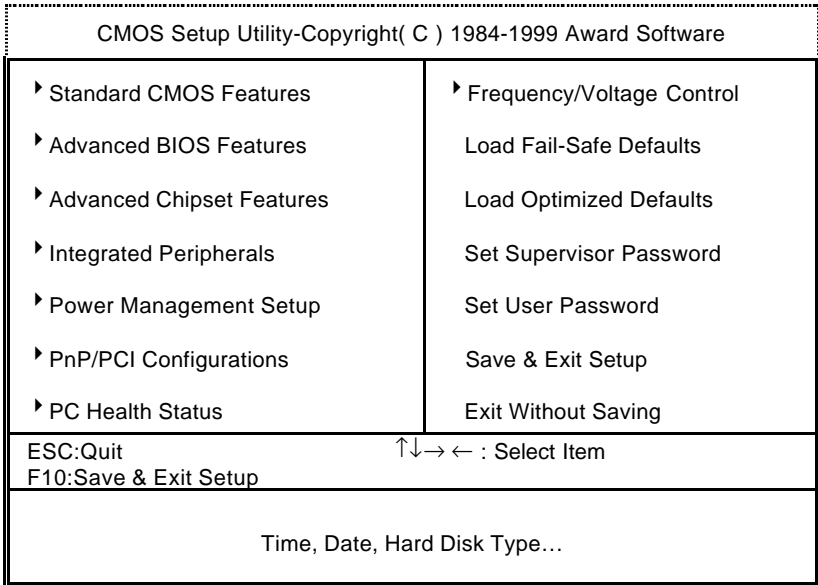 CMOS Setup Utility-Copyright( C ) 1984-1999 Award Software
Standard CMOS Features
Advanced BIOS Features
Advanced Chipset Features
Integrated Peripherals
Power Management Setup
PnP/PCI Configurations
PC Health Status
Frequency/Voltage Control
Load Fail-Safe Defaults
Load Optimized Defaults
Set Supervisor Password
Set User Password
Save & Exit Setup
Exit Without Saving
ESC:Quit ↑↓→ ← : Select Item
F10:Save & Exit Setup
Time, Date, Hard Disk Type…